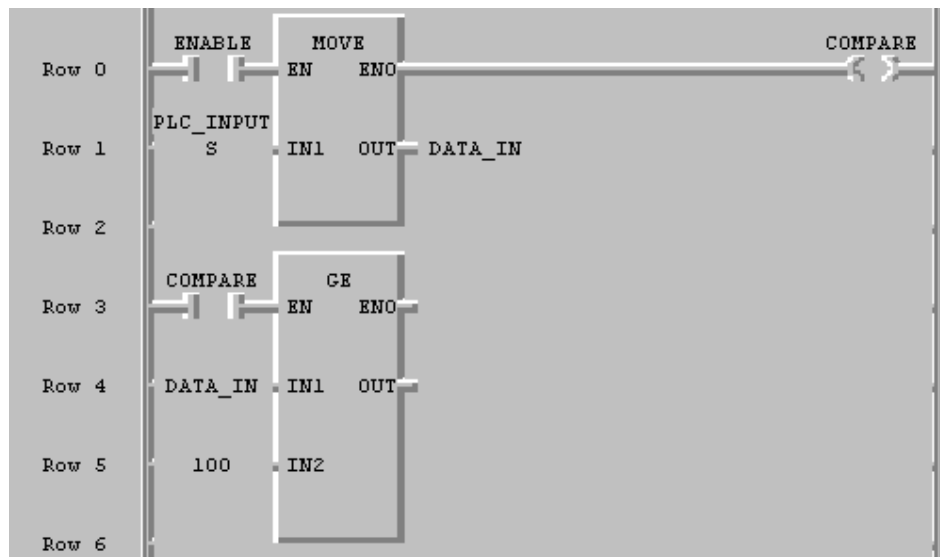 ENABLE MOVE COMPARE
Row 0 EN ENO
PLC_INPUT
Row 1 S IN1 OUT DATA_IN
Row 2
COMPARE GE
Row 3 EN ENO
Row 4 DATA_IN IN1 OUT
Row 5 100 IN2
Row 6